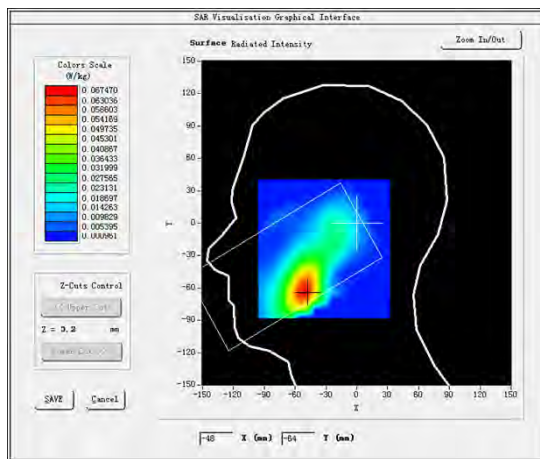 SAR Visualisation Graphical Interface
Surface Radiated Intensity
Zoom In/Out
Colors Scale
(W/kg)
0.067470
0.063036
0.058603
0.054169
0.049735
0.045301
0.040867
0.036433
0.031999
0.027565
0.023131
0.018697
0.014263
0.009829
0.005395
0.000961
150
120
90
60
30
0
-30
-60
-90
-120
-150
Y
-150 -120 -90 -60 -30 0 30 60 90 120 150
X
Z-Cuts Control
Z = 3.2 mm
SAVE
Cancel
-48 X (mm) -64 Y (mm)